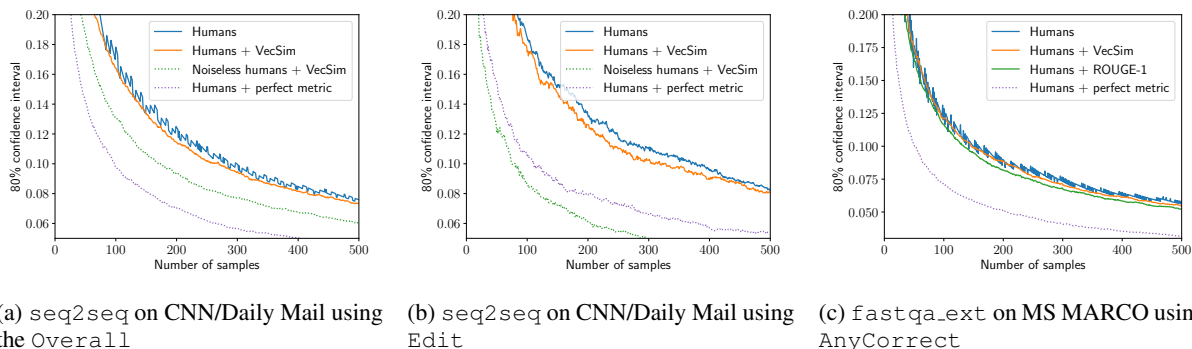 0.20
0.18
0.16
0.14
0.12
0.10
0.08
0.06
80% confidence interval
Humans
Humans + VecSim
Noiseless humans + VecSim
Humans + perfect metric
0 100 200 300 400 500
Number of samples
0.20
0.18
0.16
0.14
0.12
0.10
0.08
0.06
80% confidence interval
Humans
Humans + VecSim
Noiseless humans + VecSim
Humans + perfect metric
0 100 200 300 400 500
Number of samples
0.200
0.175
0.150
0.125
0.100
0.075
0.050
80% confidence interval
Humans
Humans + VecSim
Humans + ROUGE-1
Humans + perfect metric
0 100 200 300 400 500
Number of samples
a) seq2seq on CNN/Daily Mail using
the Overall
(b) seq2seq on CNN/Daily Mail using
Edit
(c) fastqa_ext on MS MARCO usin
AnyCorrect